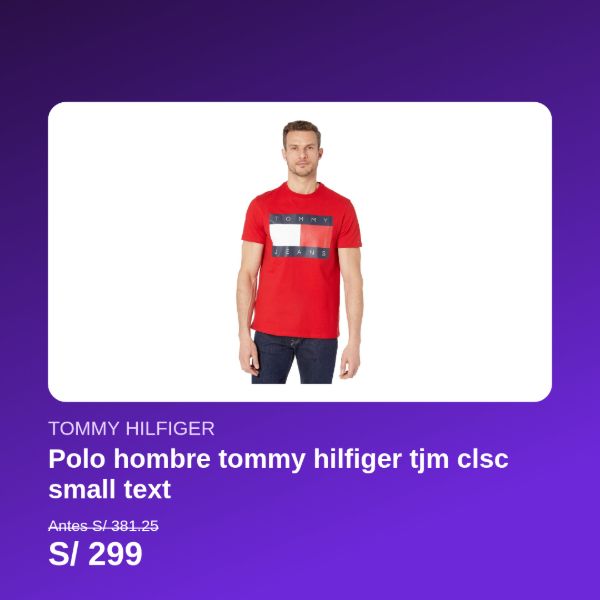 TOMMY
JEANS
TOMMY HILFIGER
Polo hombre tommy hilfiger tjm clsc
small text
Antes S/ 381.25
S/ 299